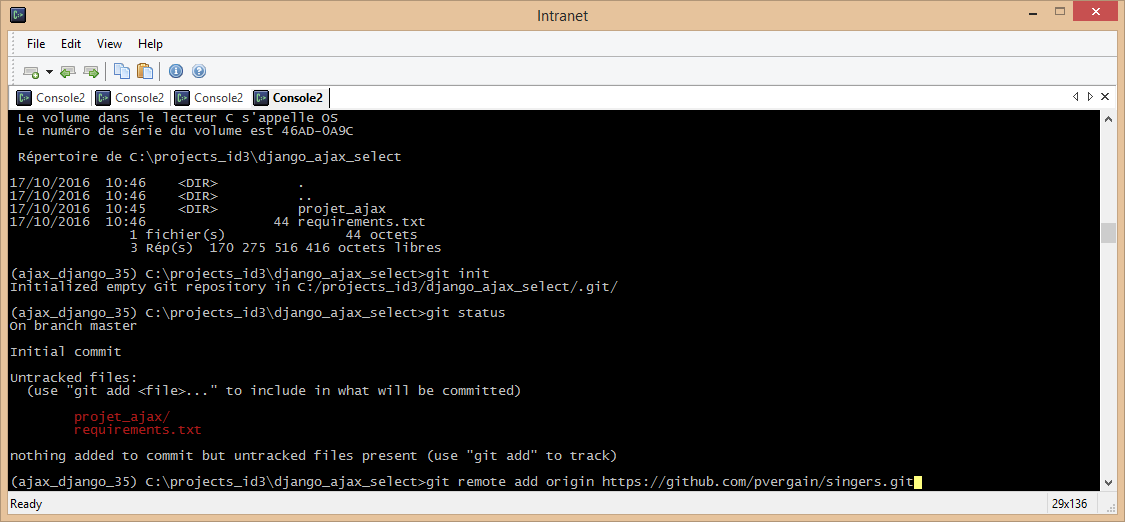 Intranet
File Edit View Help
Console2 Console2 Console2 Console2
Le volume dans le lecteur C s'appelle OS
Le numéro de série du volume est 46AD-0A9C
Répertoire de C:\projects_id3\django_ajax_select
17/10/2016  10:46    <DIR>          .
17/10/2016  10:46    <DIR>          ..
17/10/2016  10:45    <DIR>          projet_ajax
17/10/2016  10:46                44 requirements.txt
1 fichier(s)               44 octets
3 Rép(s)  170 275 516 416 octets libres
(ajax_django_35) C:\projects_id3\django_ajax_select>git init
Initialized empty Git repository in C:/projects_id3/django_ajax_select/.git/
(ajax_django_35) C:\projects_id3\django_ajax_select>git status
On branch master
Initial commit
Untracked files:
(use "git add <file>..." to include in what will be committed)
projet_ajax/
requirements.txt
nothing added to commit but untracked files present (use "git add" to track)
(ajax_django_35) C:\projects_id3\django_ajax_select>git remote add origin https://github.com/pvergain/singers.git
Ready 29x136